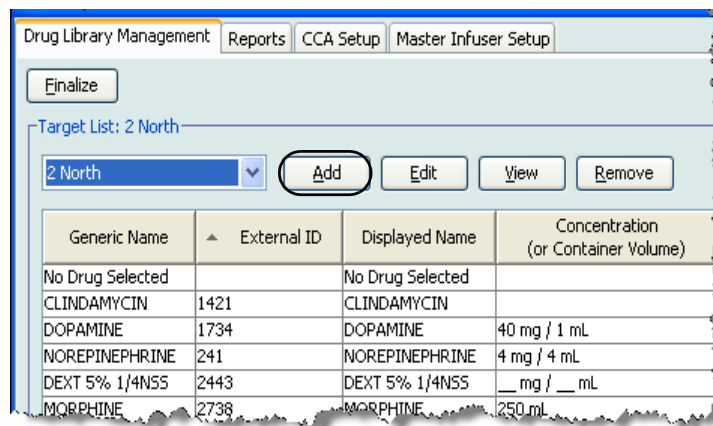 Drug Library Management Reports CCA Setup Master Infuser Setup
Finalize
Target List: 2 North
2 North Add Edit View Remove
Generic Name External ID Displayed Name Concentration (or Container Volume)
No Drug Selected No Drug Selected
CLINDAMYCIN 1421 CLINDAMYCIN
DOPAMINE 1734 DOPAMINE 40 mg / 1 mL
NOREPINEPHRINE 241 NOREPINEPHRINE 4 mg / 4 mL
DEXT 5% 1/4NSS 2443 DEXT 5% 1/4NSS __ mg / __ mL
MORPHINE 2738 MORPHINE 250 mL